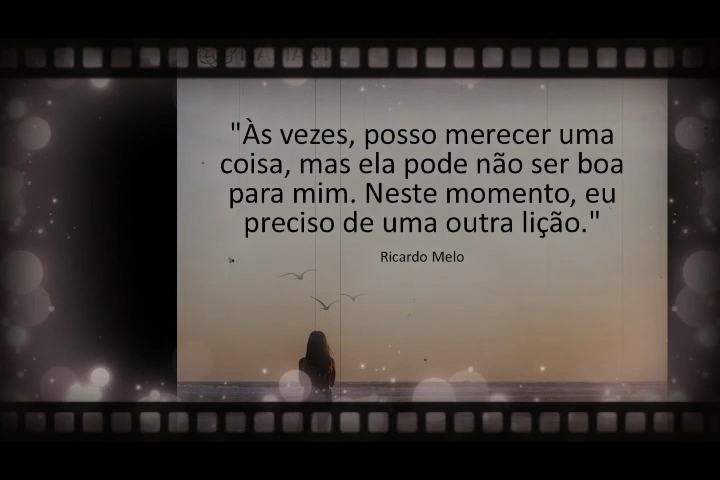 "Às vezes, posso merecer uma
coisa, mas ela pode não ser boa
para mim. Neste momento, eu
preciso de uma outra lição."
Ricardo Melo